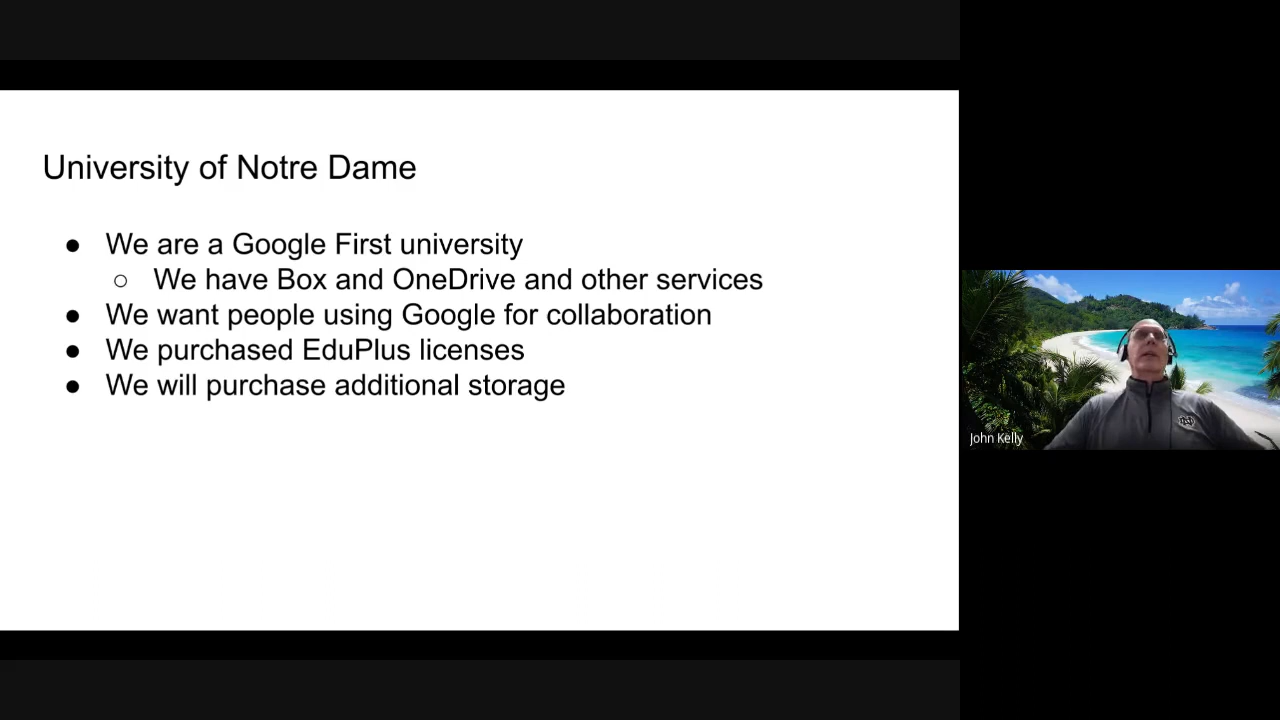 University of Notre Dame
● We are a Google First university
○ We have Box and OneDrive and other services
● We want people using Google for collaboration
● We purchased EduPlus licenses
● We will purchase additional storage
John Kelly